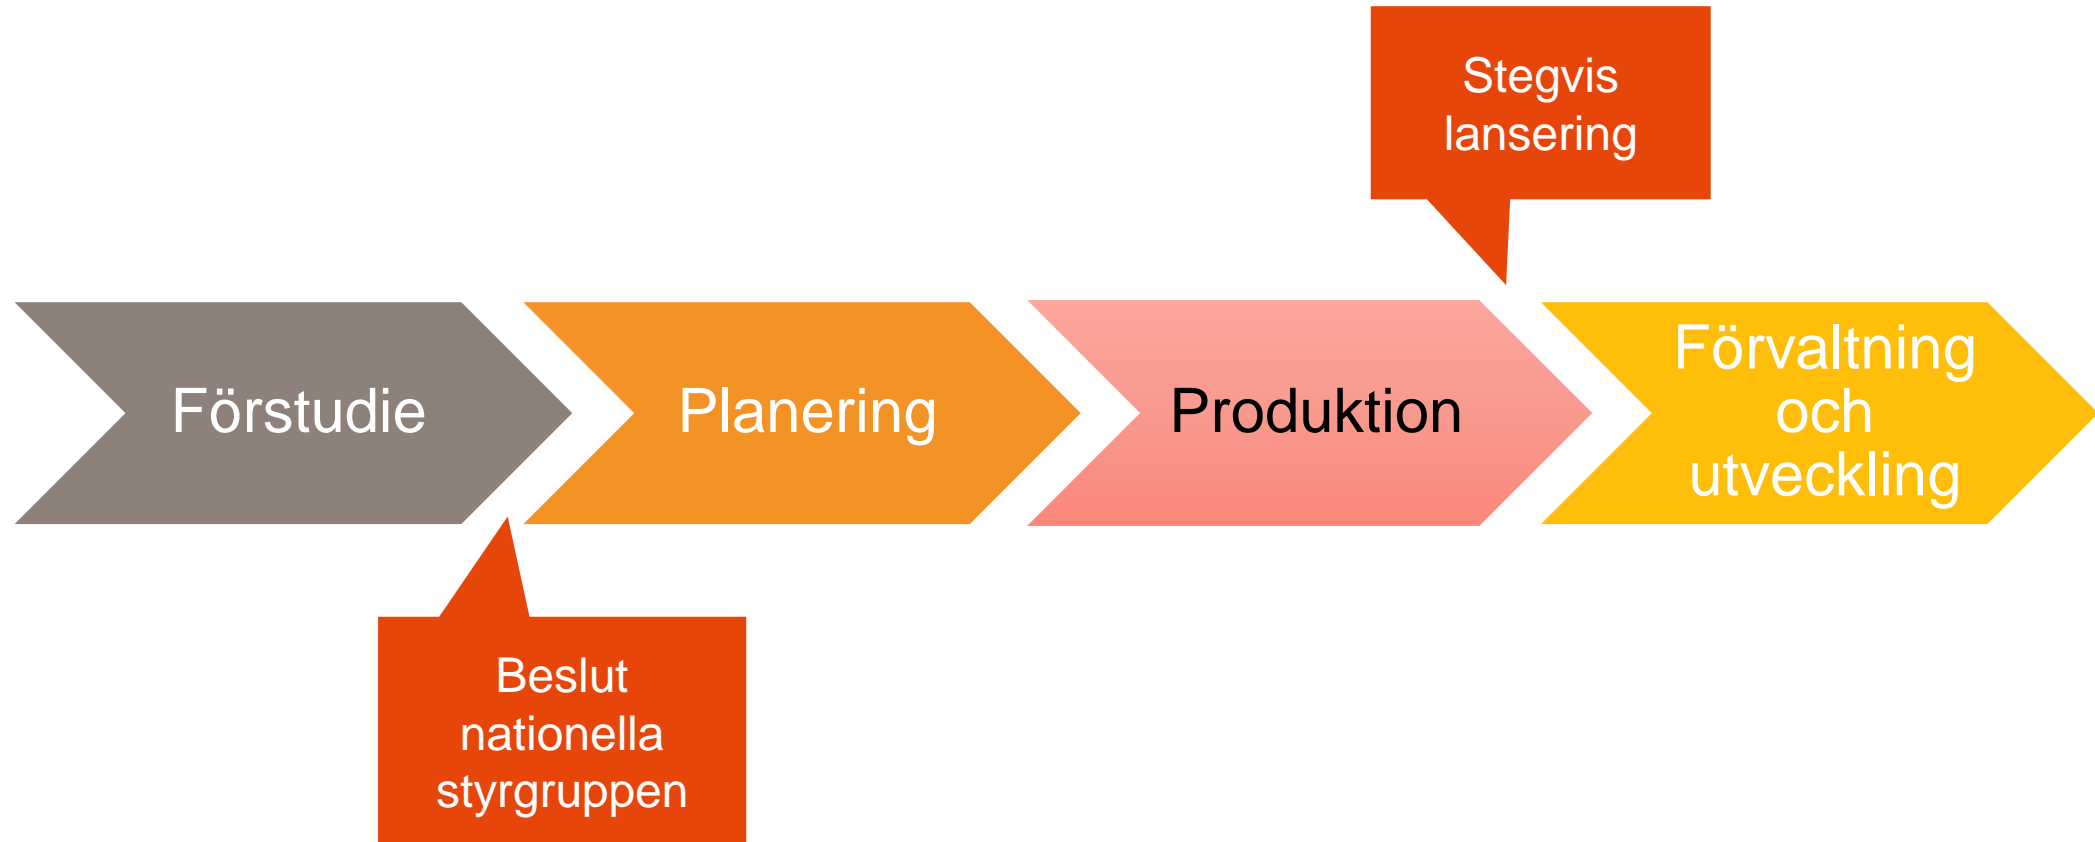 Stegvis
lansering
Förstudie
Planering
Produktion
Förvaltning
och
utveckling
Beslut
nationella
styrgruppen